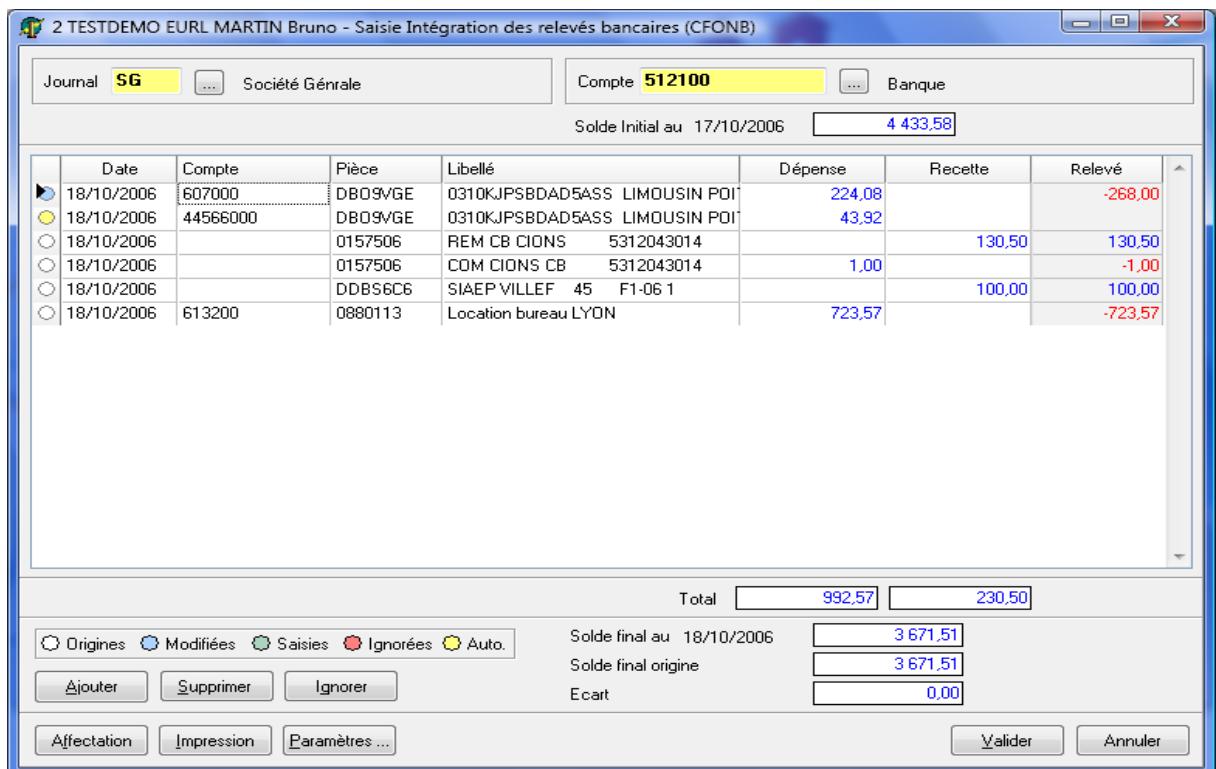 2 TESTDEMO EURL MARTIN Bruno - Saisie Intégration des relevés bancaires (CFONB)
Journal SG ... Société Génrale Compte 512100 ... Banque
Solde Initial au 17/10/2006 4 433,58
Date Compte Pièce Libellé Dépense Recette Relevé
18/10/2006 607000 DBO9VGE 0310KJPSBDAD5ASS LIMOUSIN POI 224,08 -268,00
18/10/2006 44566000 DBO9VGE 0310KJPSBDAD5ASS LIMOUSIN POI 43,92
18/10/2006 0157506 REM CB CIONS 5312043014 130,50 130,50
18/10/2006 0157506 COM CIONS CB 5312043014 1,00 -1,00
18/10/2006 DDBS6C6 SIAEP VILLEF 45 F1-06 1 100,00 100,00
18/10/2006 613200 0880113 Location bureau LYON 723,57 -723,57
Total 992,57 230,50
Origines Modifiées Saisies Ignorées Auto. Solde final au 18/10/2006 3 671,51
Solde final origine 3 671,51
Ajouter Supprimer Ignorer Ecart 0,00
Affectation Impression Paramètres ... Valider Annuler